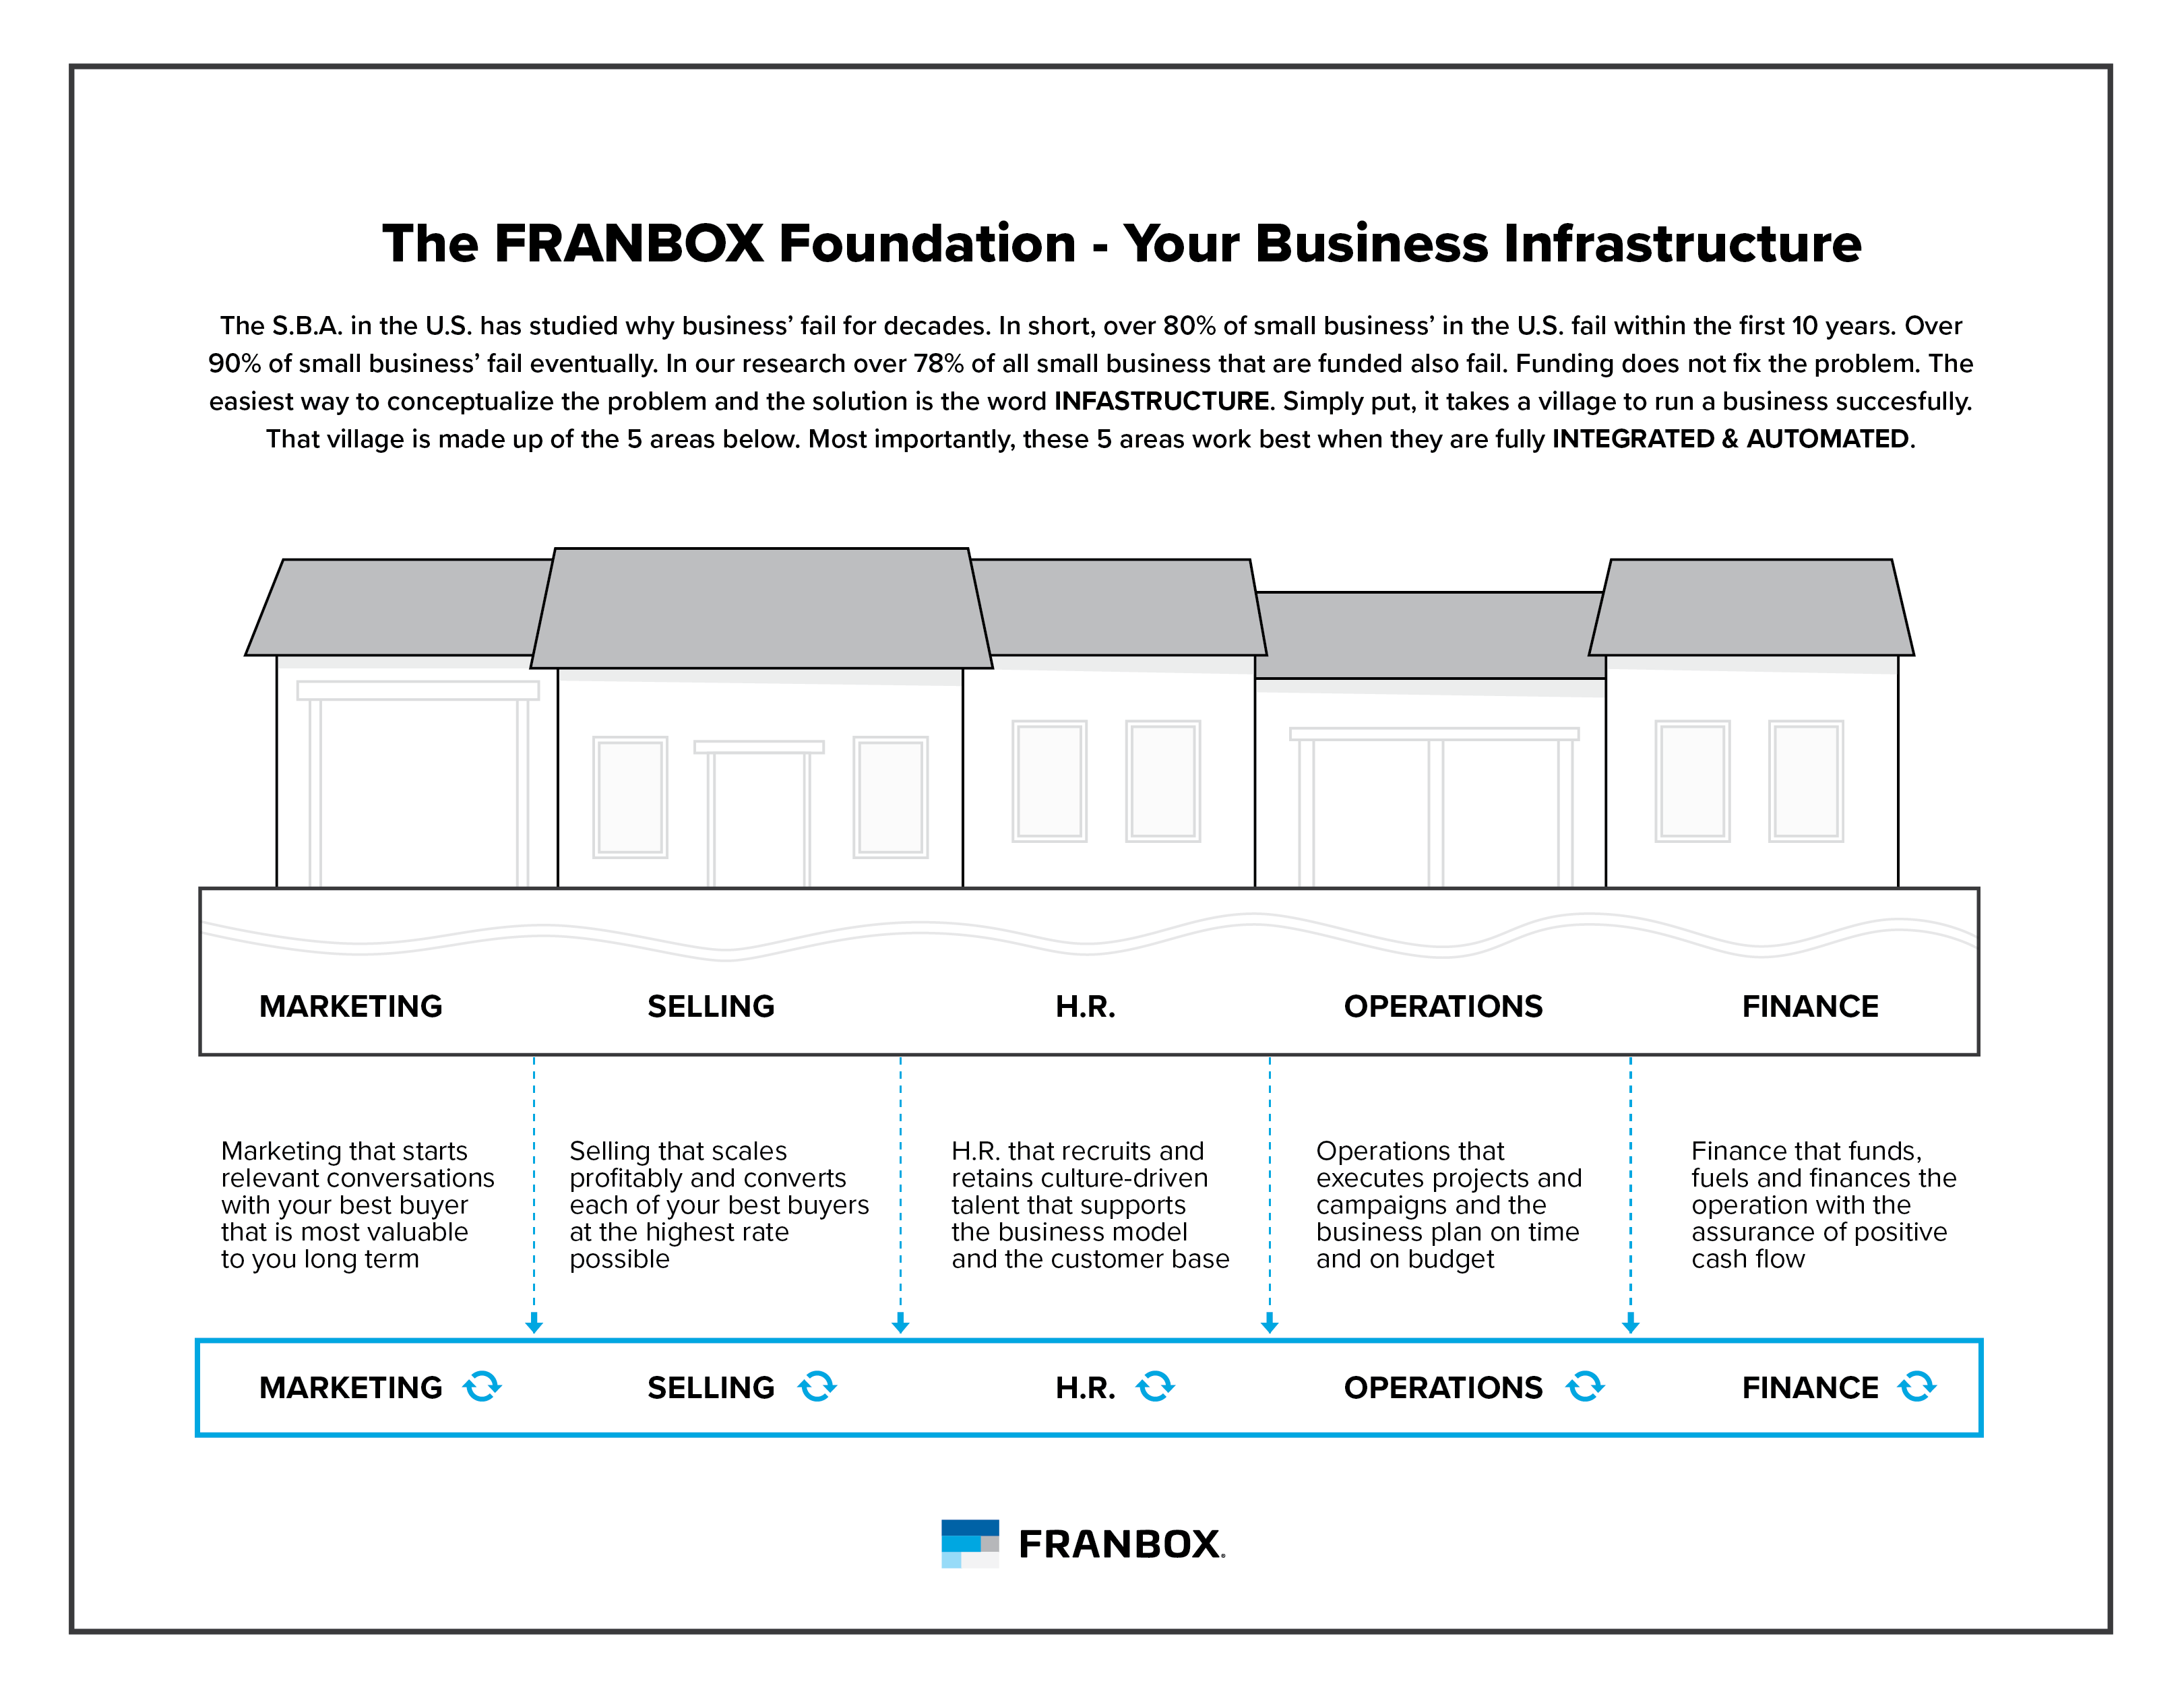 The FRANBOX Foundation - Your Business Infrastructure
The S.B.A. in the U.S. has studied why business’ fail for decades. In short, over 80% of small business’ in the U.S. fail within the first 10 years. Over
90% of small business’ fail eventually. In our research over 78% of all small business that are funded also fail. Funding does not fix the problem. The
easiest way to conceptualize the problem and the solution is the word INFASTRUCTURE. Simply put, it takes a village to run a business succesfully.
That village is made up of the 5 areas below. Most importantly, these 5 areas work best when they are fully INTEGRATED & AUTOMATED.
MARKETING
SELLING
H.R.
OPERATIONS
FINANCE
Marketing that starts
relevant conversations
with your best buyer
that is most valuable
to you long term
Selling that scales
profitably and converts
each of your best buyers
at the highest rate
possible
H.R. that recruits and
retains culture-driven
talent that supports
the business model
and the customer base
Operations that
executes projects and
campaigns and the
business plan on time
and on budget
Finance that funds,
fuels and finances the
operation with the
assurance of positive
cash flow
MARKETING
SELLING
H.R.
OPERATIONS
FINANCE
FRANBOX